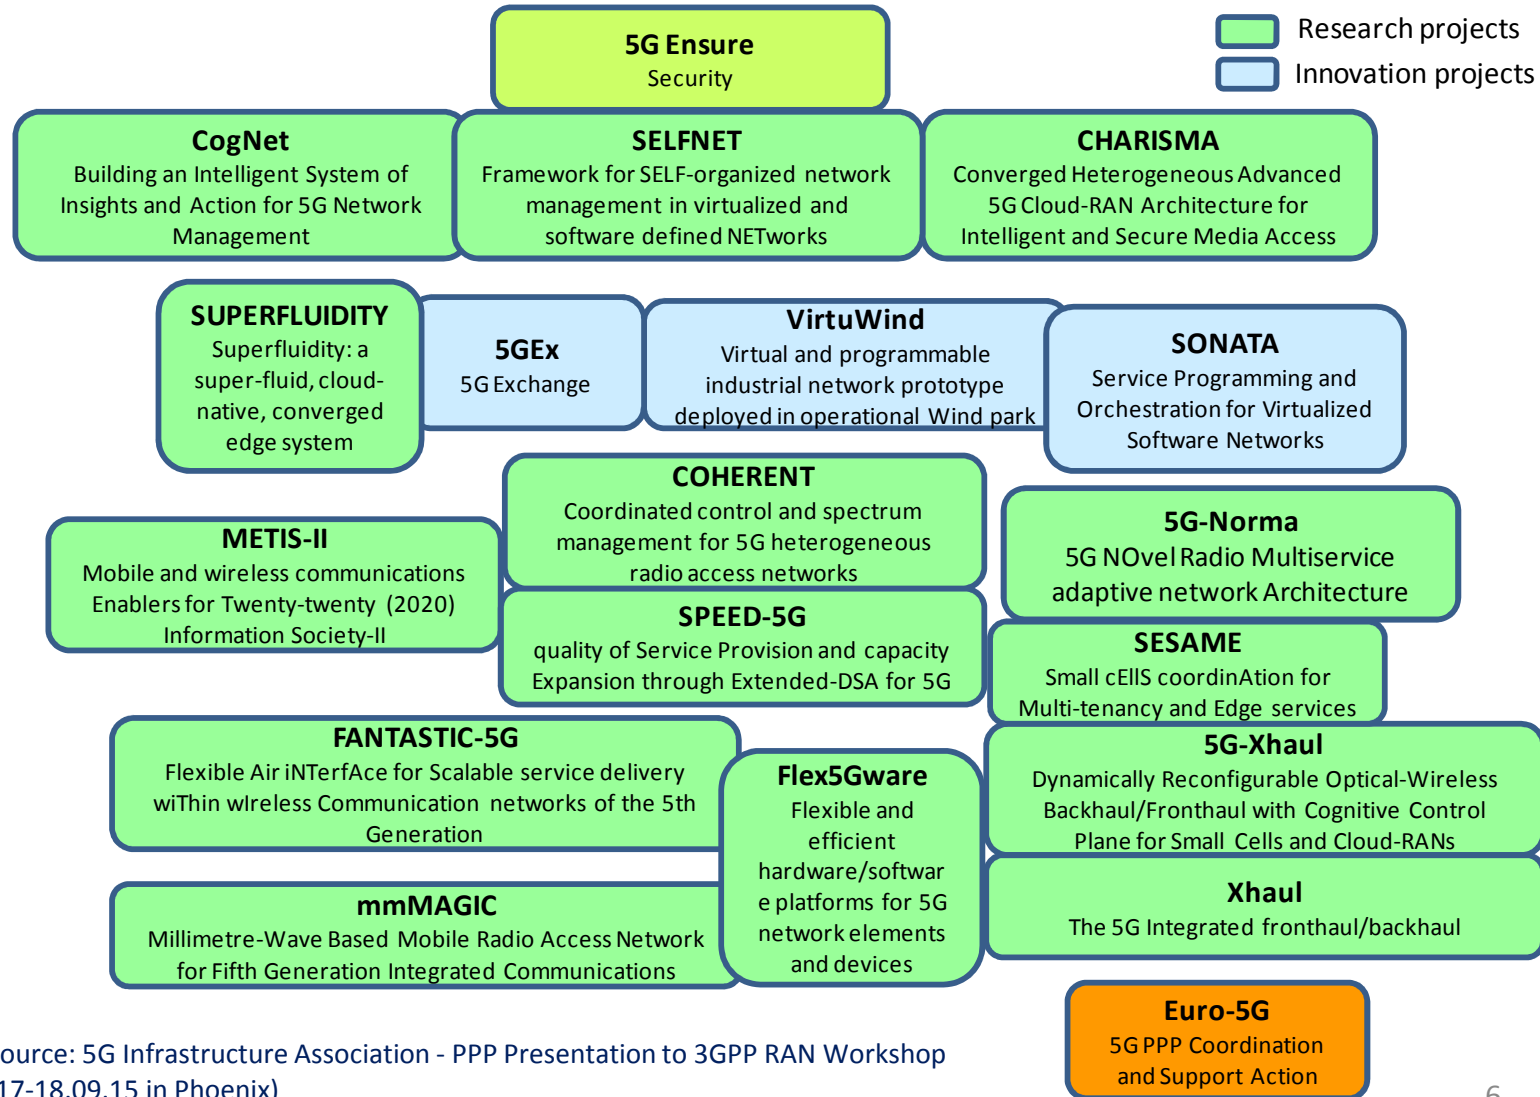 5G Ensure
Security
Research projects
Innovation projects
CogNet
Building an Intelligent System of
Insights and Action for 5G Network
Management
SELFNET
Framework for SELF-organized network
management in virtualized and
software defined NETworks
CHARISMA
Converged Heterogeneous Advanced
5G Cloud-RAN Architecture for
Intelligent and Secure Media Access
SUPERFLUIDITY
Superfluidity: a
super-fluid, cloud-
native, converged
edge system
5GEx
5G Exchange
VirtuWind
Virtual and programmable
industrial network prototype
deployed in operational Wind park
SONATA
Service Programming and
Orchestration for Virtualized
Software Networks
METIS-II
Mobile and wireless communications
Enablers for Twenty-twenty (2020)
Information Society-II
COHERENT
Coordinated control and spectrum
management for 5G heterogeneous
radio access networks
SPEED-5G
quality of Service Provision and capacity
Expansion through Extended-DSA for 5G
5G-Norma
5G NOvel Radio Multiservice
adaptive network Architecture
SESAME
Small cEllS coordinAtion for
Multi-tenancy and Edge services
FANTASTIC-5G
Flexible Air iNTerfAce for Scalable service delivery
wiThin wIreless Communication networks of the 5th
Generation
Flex5Gware
Flexible and
efficient
hardware/softwar
e platforms for 5G
network elements
and devices
5G-Xhaul
Dynamically Reconfigurable Optical-Wireless
Backhaul/Fronthaul with Cognitive Control
Plane for Small Cells and Cloud-RANs
mmMAGIC
Millimetre-Wave Based Mobile Radio Access Network
for Fifth Generation Integrated Communications
Xhaul
The 5G Integrated fronthaul/backhaul
Euro-5G
5G PPP Coordination
and Support Action
ource: 5G Infrastructure Association - PPP Presentation to 3GPP RAN Workshop
17-18.09.15 in Phoenix)
6